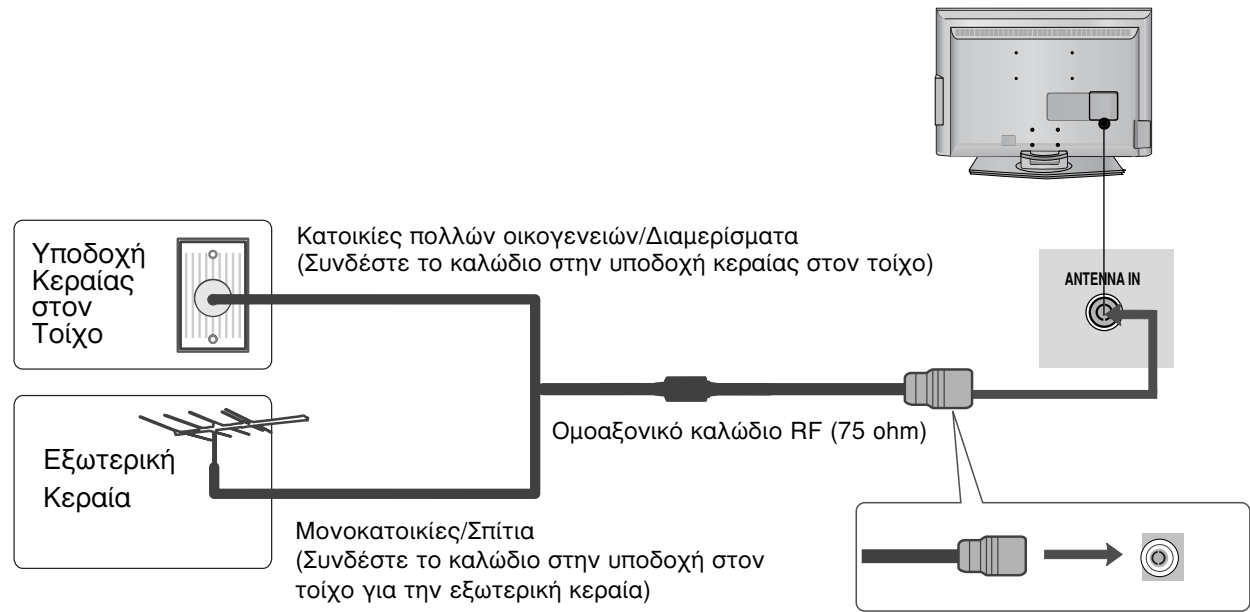 Υποδοχή
Κεραίας
στον
Τοίχο
Κατοικίες πολλών οικογενειών/Διαμερίσματα
(Συνδέστε το καλώδιο στην υποδοχή κεραίας στον τοίχο)
ANTENNA IN
Ομοαξονικό καλώδιο RF (75 ohm)
Εξωτερική
Κεραία
Μονοκατοικίες/Σπίτια
(Συνδέστε το καλώδιο στην υποδοχή στον
τοίχο για την εξωτερική κεραία)